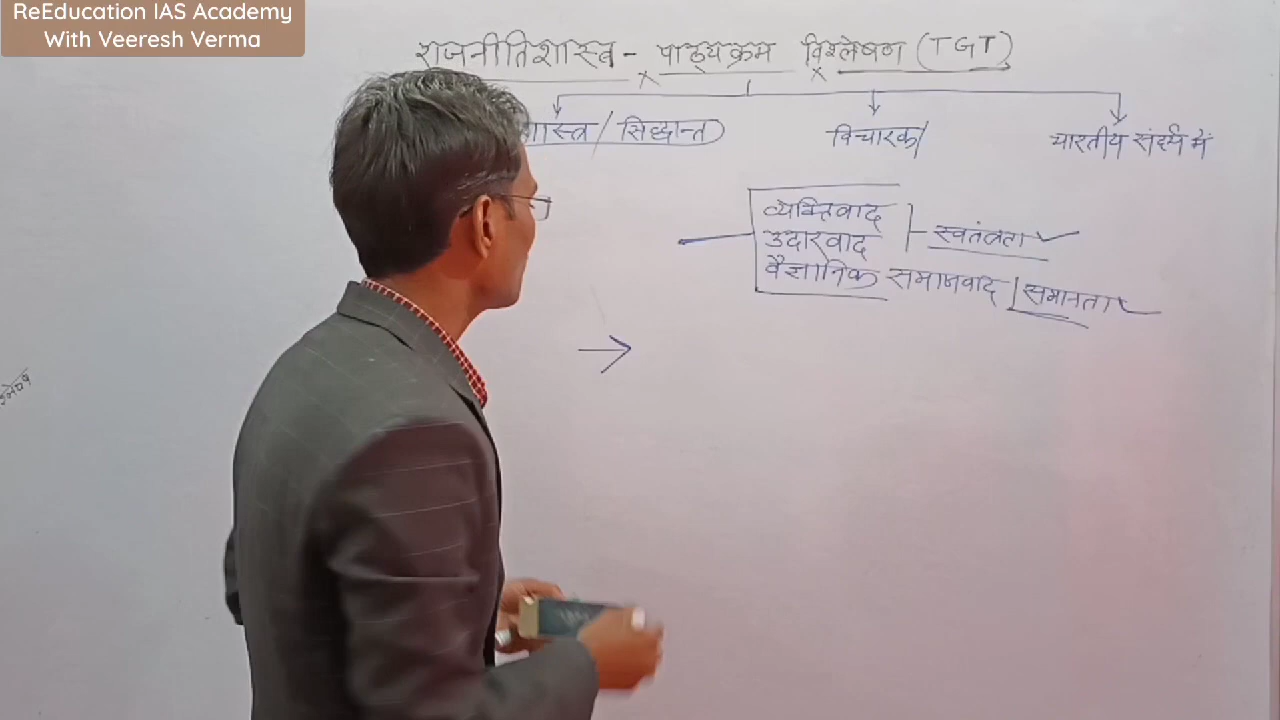 ReEducation IAS Academy
With Veeresh Verma
राजनीतिशास्त्र - पाठ्यक्रम विश्लेषण (TGT)
शास्त्र / सिद्धान्त
विचारक/
भारतीय संदर्भ में
व्यक्तिवाद
उदारवाद
स्वतंत्रता
वैज्ञानिक समाजवाद
समानता